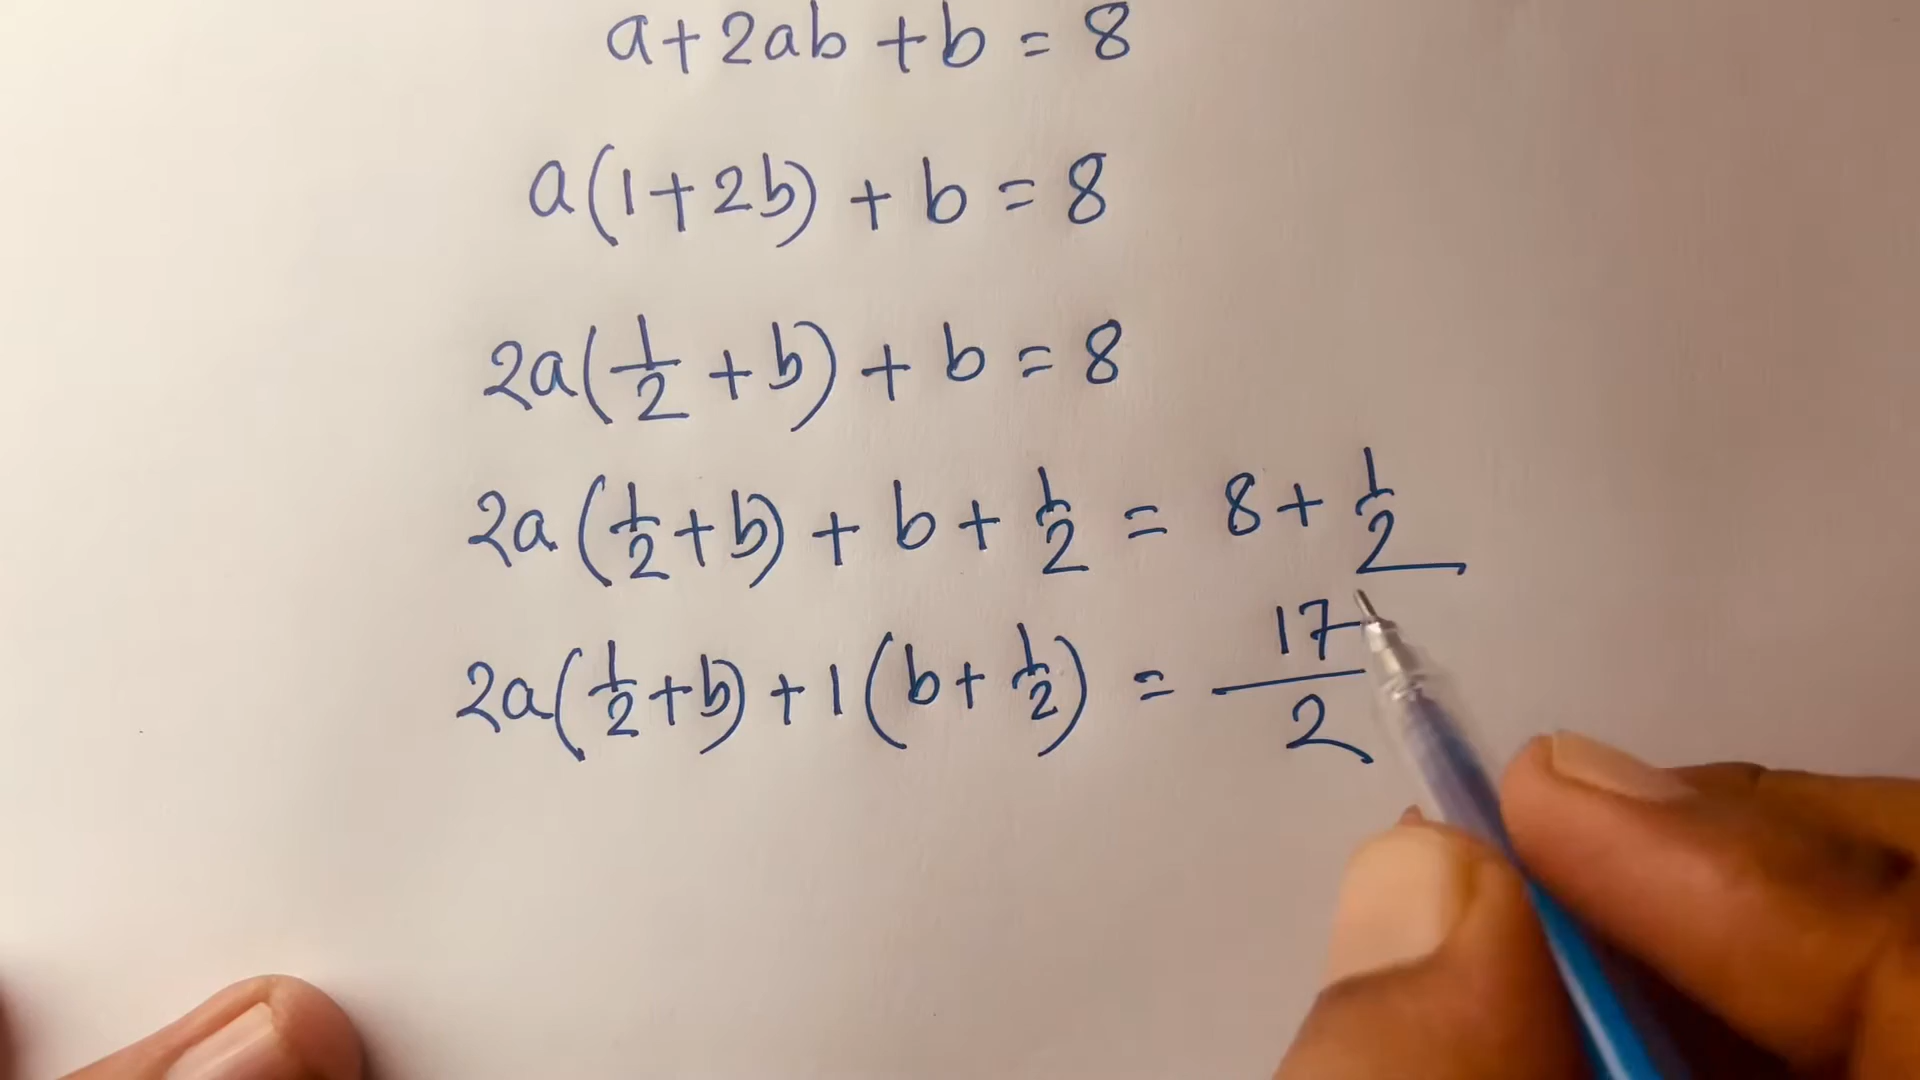 a+2ab+b=8
a(1+2b)+b=8
2a(1/2+b)+b=8
2a(1/2+b)+b+1/2=8+1/2
2a(1/2+b)+1(b+1/2)=17/2